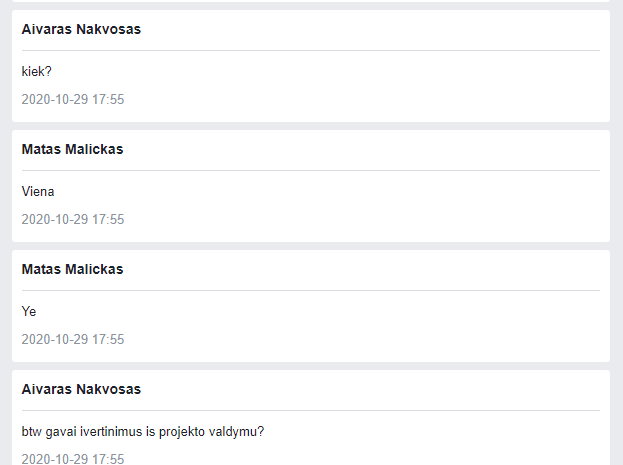 Aivaras Nakvosas
kiek?
2020-10-29 17:55
Matas Malickas
Viena
2020-10-29 17:55
Matas Malickas
Ye
2020-10-29 17:55
Aivaras Nakvosas
btw gavai ivertinimus is projekto valdymu?
2020-10-29 17:55